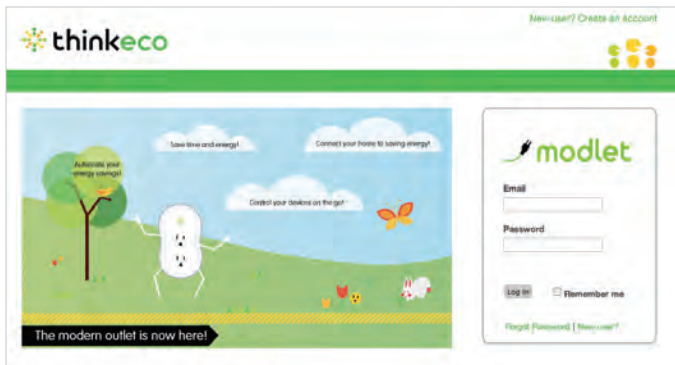 New user? Create an account
thinkeco
Save time and energy!
Connect your home to saving energy!
Automate your
energy savings!
Control your devices on the go!
The modern outlet is now here!
modlet
Email
Password
Log in
Remember me
Forgot Password | New user?